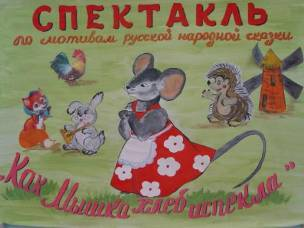 СПЕКТАКЛЬ
по мотивам русской народной сказки
„Как Мышка хлеб испекла"